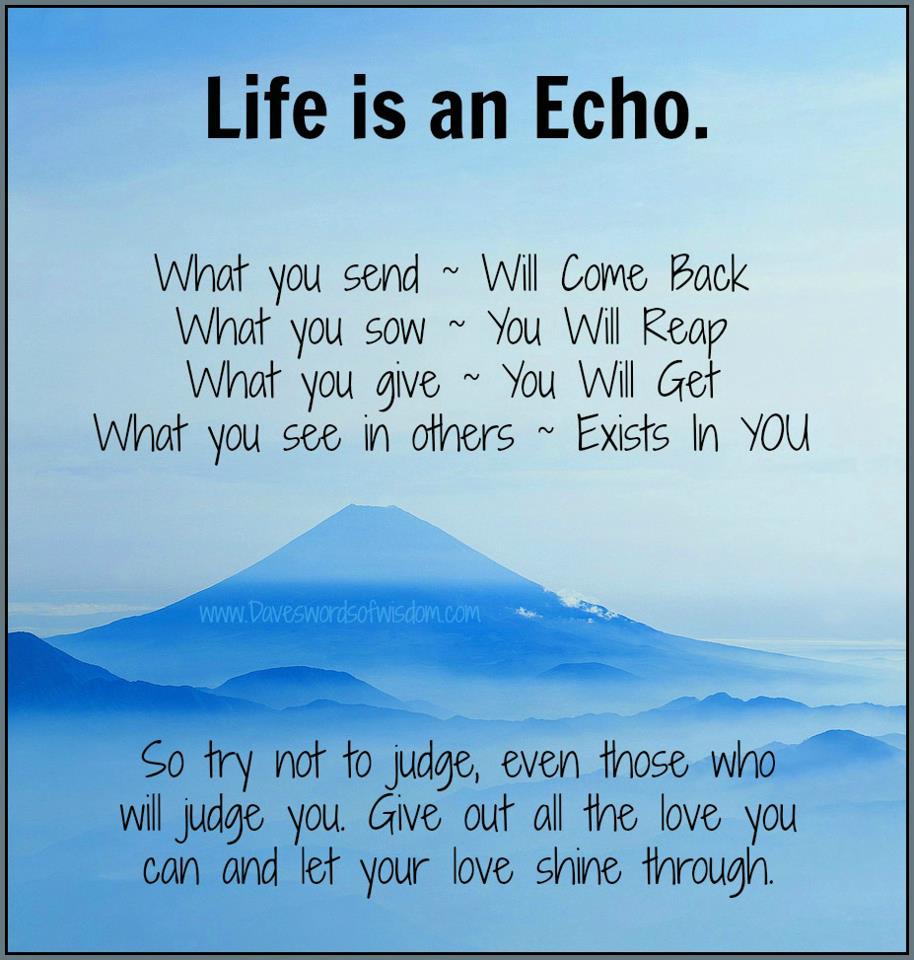 Life is an Echo.
What you send ~ Will Come Back
What you sow ~ You Will Reap
What you give ~ You Will Get
What you see in others ~ Exists In YOU
www.Daveswordsofwisdom.com
So try not to judge, even those who
will judge you. Give out all the love you
can and let your love shine through.